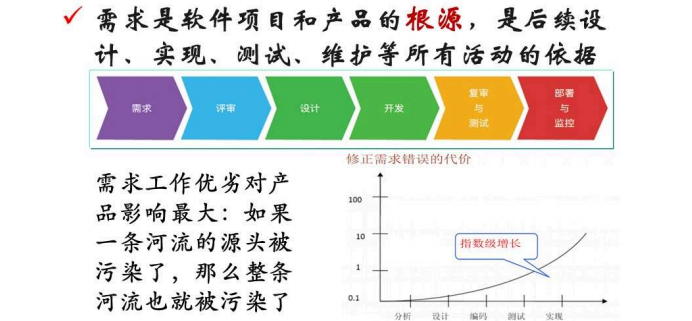 ✓ 需求是软件项目和产品的根源，是后续设
计、实现、测试、维护等所有活动的依据
需求
评审
设计
开发
复审
与
测试
部署
与
监控
需求工作优劣对产
品影响最大：如果
一条河流的源头被
污染了，那么整条
河流也就被污染了
修正需求错误的代价
100
10
1
0.1
指数级增长
分析 设计 编码 测试 实现